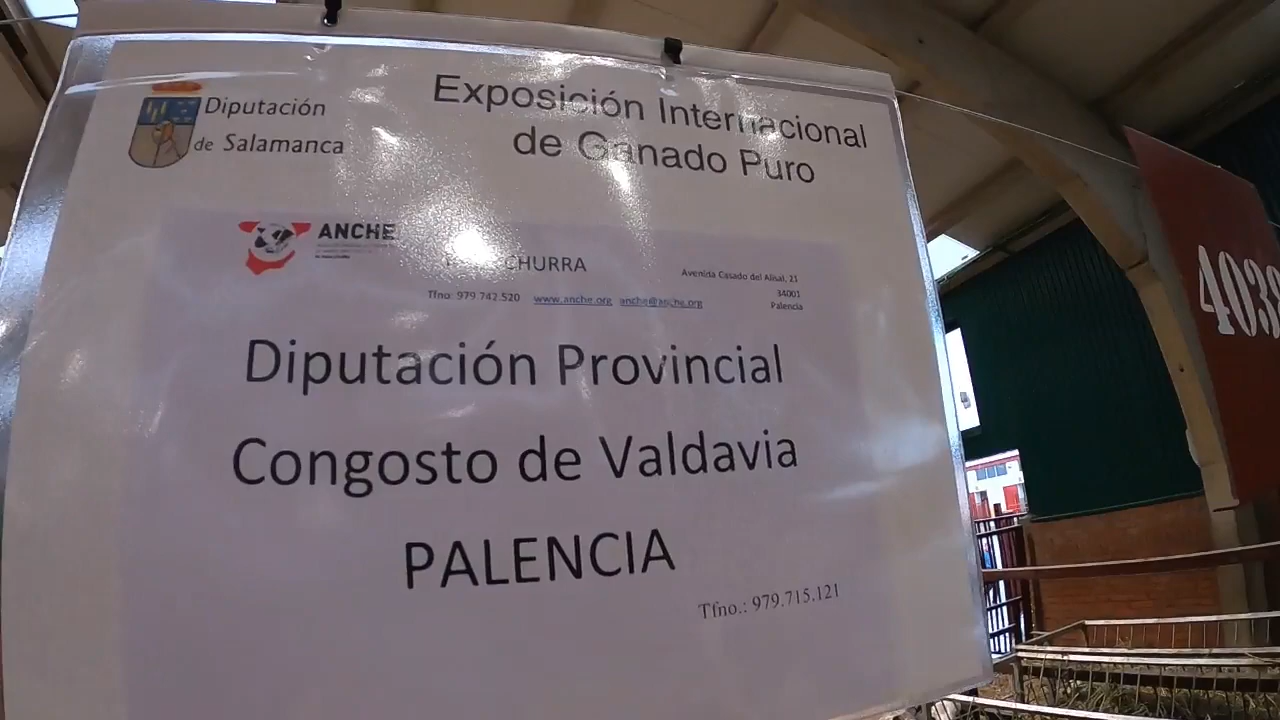 Diputación
de Salamanca
Exposición Internacional
de Ganado Puro
ANCHE
CHURRA
Avenida Casado del Alisal, 21
34001
Palencia
Tfno: 979.742.520 www.anche.org anche@anche.org
Diputación Provincial
Congosto de Valdavia
PALENCIA
Tfno.: 979.715.121
403